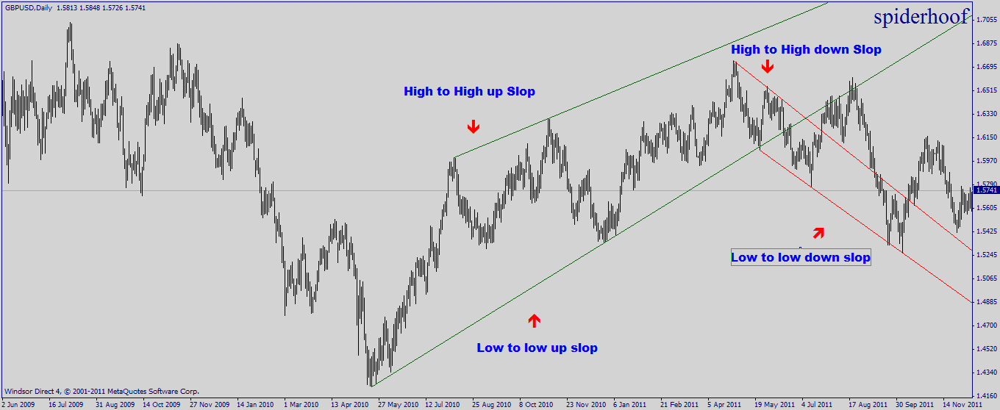 GBPUSD,Daily 1.5813 1.5848 1.5726 1.5741
spiderhoof
High to High down Slop
High to High up Slop
Low to low down slop
Low to low up slop
1.7055
1.6875
1.6695
1.6515
1.6330
1.6150
1.5970
1.5790
1.5741
1.5605
1.5425
1.5245
1.5065
1.4885
1.4700
1.4520
1.4340
1.4160
Windsor Direct 4, © 2001-2011 MetaQuotes Software Corp.
2 Jun 2009 16 Jul 2009 31 Aug 2009 14 Oct 2009 27 Nov 2009 14 Jan 2010 1 Mar 2010 13 Apr 2010 27 May 2010 12 Jul 2010 25 Aug 2010 8 Oct 2010 23 Nov 2010 6 Jan 2011 21 Feb 2011 5 Apr 2011 19 May 2011 4 Jul 2011 17 Aug 2011 30 Sep 2011 14 Nov 2011